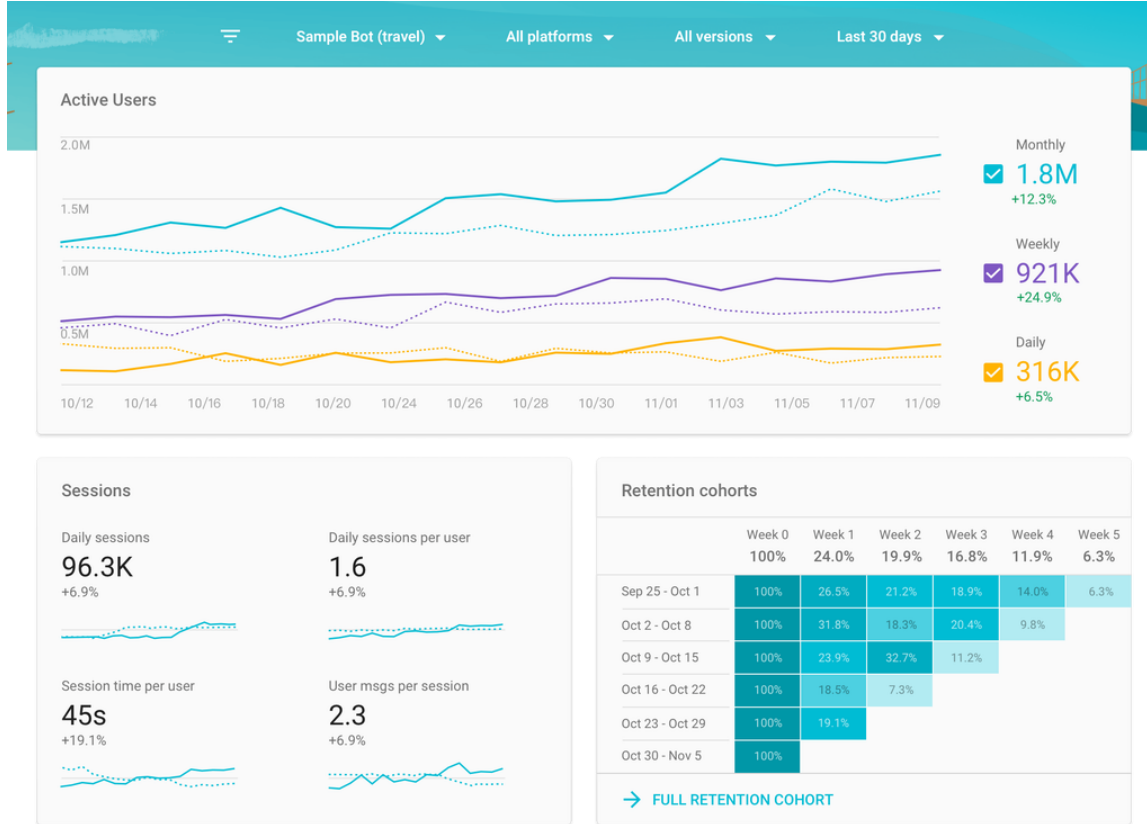 Sample Bot (travel) All platforms All versions Last 30 days
Active Users
2.0M
1.5M
1.0M
0.5M
10/12 10/14 10/16 10/18 10/20 10/24 10/26 10/28 10/30 11/01 11/03 11/05 11/07 11/09
Monthly
1.8M
+12.3%
Weekly
921K
+24.9%
Daily
316K
+6.5%
Sessions
Daily sessions
96.3K
+6.9%
Daily sessions per user
1.6
+6.9%
Session time per user
45s
+19.1%
User msgs per session
2.3
+6.9%
Retention cohorts
Week 0 Week 1 Week 2 Week 3 Week 4 Week 5
100% 24.0% 19.9% 16.8% 11.9% 6.3%
Sep 25 - Oct 1 100% 26.5% 21.2% 18.9% 14.0% 6.3%
Oct 2 - Oct 8 100% 31.8% 18.3% 20.4% 9.8%
Oct 9 - Oct 15 100% 23.9% 32.7% 11.2%
Oct 16 - Oct 22 100% 18.5% 7.3%
Oct 23 - Oct 29 100% 19.1%
Oct 30 - Nov 5 100%
FULL RETENTION COHORT